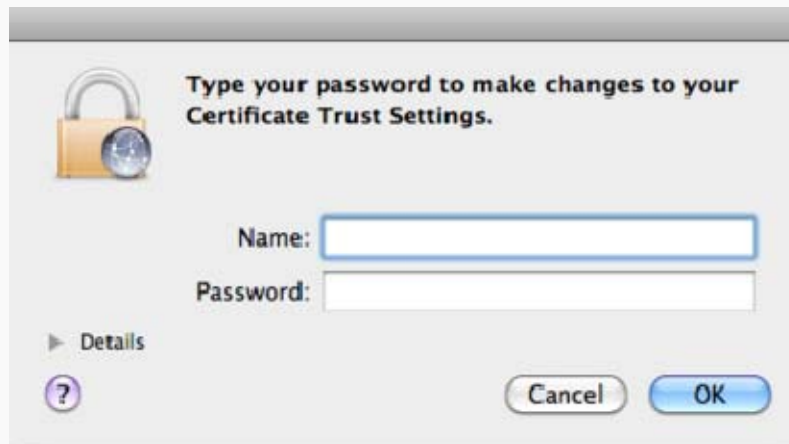 Type your password to make changes to your
Certificate Trust Settings.
Name:
Password:
Details
?
Cancel
OK